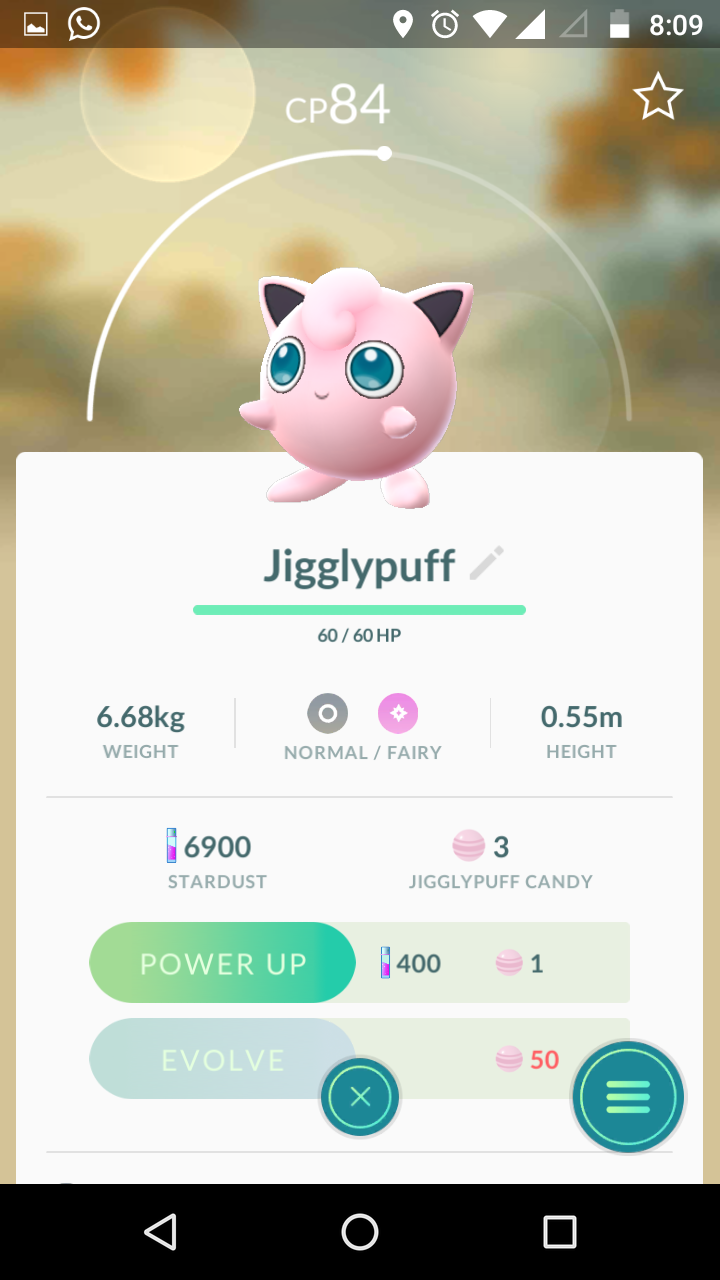 8:09
CP84
Jigglypuff
60 / 60 HP
6.68kg
WEIGHT
NORMAL / FAIRY
0.55m
HEIGHT
6900
STARDUST
3
JIGGLYPUFF CANDY
POWER UP 400 1
EVOLVE 50